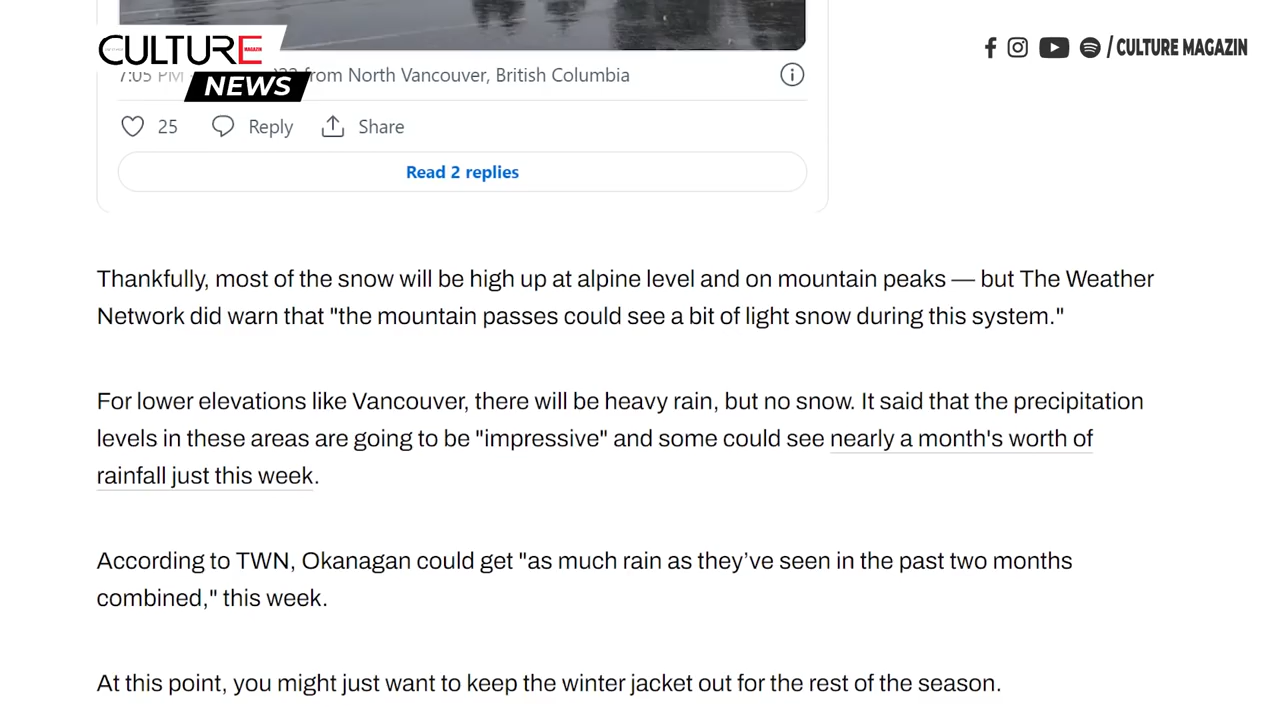 CULTURE
MAGAZIN
NEWS
/ CULTURE MAGAZIN
7:05 PM from North Vancouver, British Columbia
25 Reply Share
Read 2 replies
Thankfully, most of the snow will be high up at alpine level and on mountain peaks — but The Weather
Network did warn that "the mountain passes could see a bit of light snow during this system."
For lower elevations like Vancouver, there will be heavy rain, but no snow. It said that the precipitation
levels in these areas are going to be "impressive" and some could see nearly a month's worth of
rainfall just this week.
According to TWN, Okanagan could get "as much rain as they’ve seen in the past two months
combined," this week.
At this point, you might just want to keep the winter jacket out for the rest of the season.